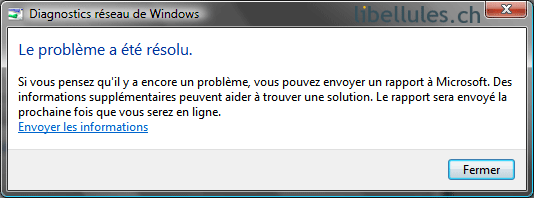 Diagnostics réseau de Windows
libellules.ch
Le problème a été résolu.
Si vous pensez qu'il y a encore un problème, vous pouvez envoyer un rapport à Microsoft. Des
informations supplémentaires peuvent aider à trouver une solution. Le rapport sera envoyé la
prochaine fois que vous serez en ligne.
Envoyer les informations
Fermer